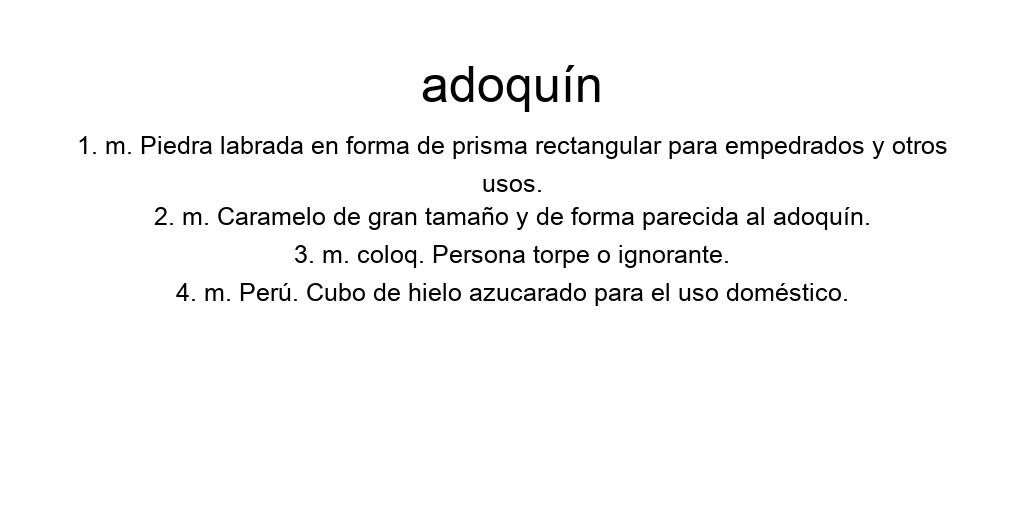 adoquín
1. m. Piedra labrada en forma de prisma rectangular para empedrados y otros
usos.
2. m. Caramelo de gran tamaño y de forma parecida al adoquín.
3. m. coloq. Persona torpe o ignorante.
4. m. Perú. Cubo de hielo azucarado para el uso doméstico.